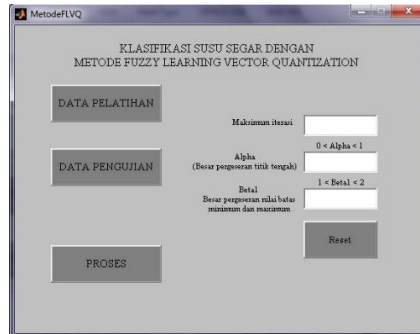 MetodeFLVQ
KLASIFIKASI SUSU SEGAR DENGAN
METODE FUZZY LEARNING VECTOR QUANTIZATION
DATA PELATIHAN
Maksimum iterasi
0 < Alpha < 1
DATA PENGUJIAN
Alpha
(Besar pergeseran titik tengah)
1 < Beta1 < 2
Beta1
Besar pergeseran nilai batas
minimum dan maximum
Reset
PROSES